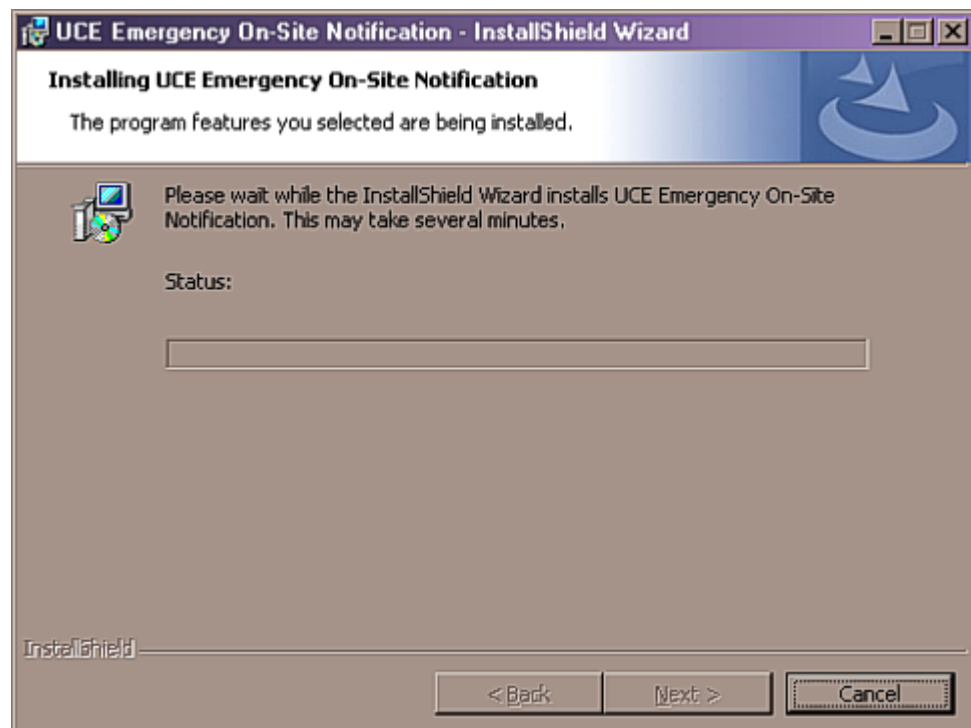 UCE Emergency On-Site Notification - InstallShield Wizard
Installing UCE Emergency On-Site Notification
The program features you selected are being installed.
Please wait while the InstallShield Wizard installs UCE Emergency On-Site
Notification. This may take several minutes.
Status:
InstallShield
< Back
Next >
Cancel